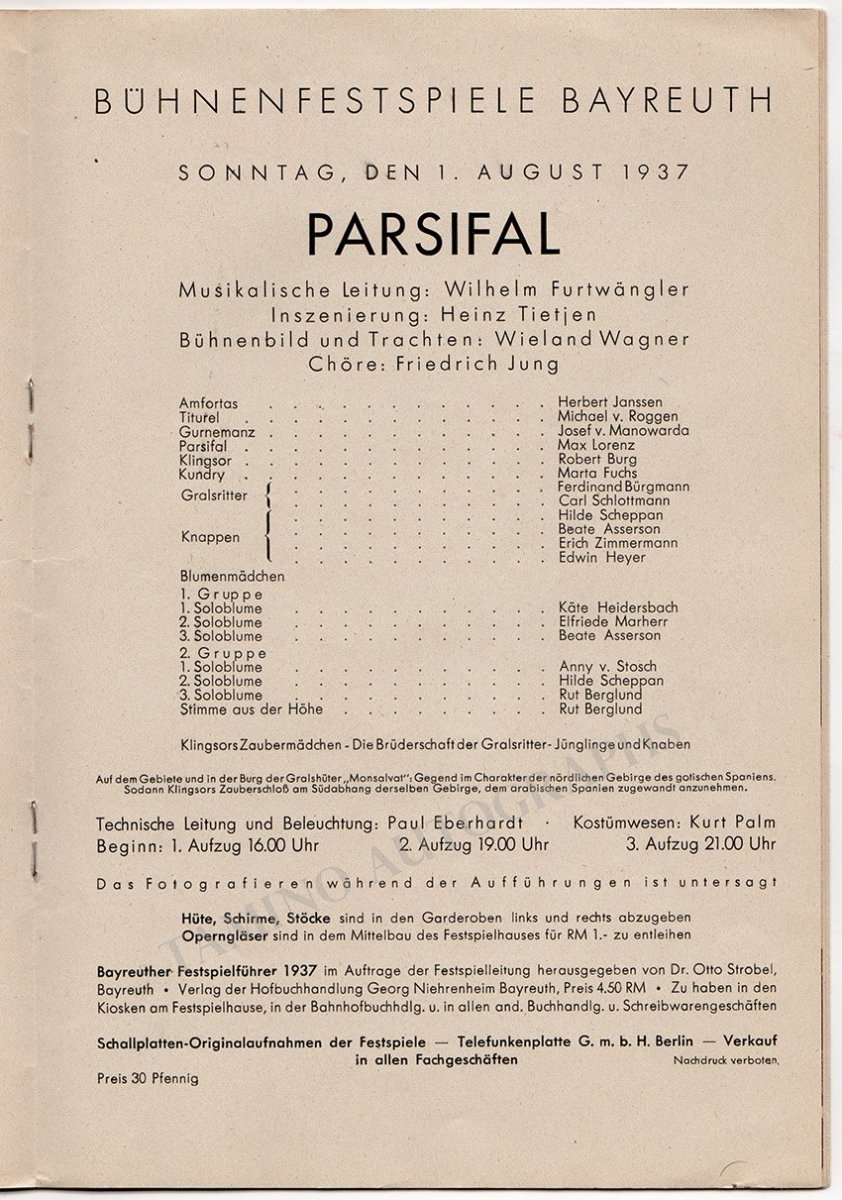 BÜHNENFESTSPIELE BAYREUTH
SONNTAG, DEN 1. AUGUST 1937
PARSIFAL
Musikalische Leitung: Wilhelm Furtwängler
Inszenierung: Heinz Tietjen
Bühnenbild und Trachten: Wieland Wagner
Chöre: Friedrich Jung
Amfortas . . . . . . . . . . . . Herbert Janssen
Titurel . . . . . . . . . . . . Michael v. Roggen
Gurnemanz . . . . . . . . . . . . Josef v. Manowarda
Parsifal . . . . . . . . . . . . Max Lorenz
Klingsor . . . . . . . . . . . . Robert Burg
Kundry . . . . . . . . . . . . Marta Fuchs
Gralsritter { . . . . . . . . Ferdinand Bürgmann
. . . . . . . . Carl Schlottmann
Knappen { . . . . . . . . Hilde Scheppan
. . . . . . . . Beate Asserson
. . . . . . . . Erich Zimmermann
. . . . . . . . Edwin Heyer
Blumenmädchen
1. Gruppe
1. Soloblume . . . . . . . . Käte Heidersbach
2. Soloblume . . . . . . . . Elfriede Marherr
3. Soloblume . . . . . . . . Beate Asserson
2. Gruppe
1. Soloblume . . . . . . . . Anny v. Stosch
2. Soloblume . . . . . . . . Hilde Scheppan
3. Soloblume . . . . . . . . Rut Berglund
Stimme aus der Höhe . . . . . . . Rut Berglund
Klingsors Zaubermädchen - Die Brüderschaft der Gralsritter - Jünglinge und Knaben
Auf dem Gebiete und in der Burg der Gralshüter „Monsalvat": Gegend im Charakter der nördlichen Gebirge des gotischen Spaniens.
Sodann Klingsors Zauberschloß am Südabhang derselben Gebirge, dem arabischen Spanien zugewandt anzunehmen.
Technische Leitung und Beleuchtung: Paul Eberhardt · Kostümwesen: Kurt Palm
Beginn: 1. Aufzug 16.00 Uhr 2. Aufzug 19.00 Uhr 3. Aufzug 21.00 Uhr
Das Fotografieren während der Aufführungen ist untersagt
Hüte, Schirme, Stöcke sind in den Garderoben links und rechts abzugeben
Operngläser sind in dem Mittelbau des Festspielhauses für RM 1.- zu entleihen
Bayreuther Festspielführer 1937 im Auftrage der Festspielleitung herausgegeben von Dr. Otto Strobel,
Bayreuth • Verlag der Hofbuchhandlung Georg Niehrenheim Bayreuth, Preis 4.50 RM • Zu haben in den
Kiosken am Festspielhause, in der Bahnhofbuchhdlg. u. in allen and. Buchhandlg. u. Schreibwarengeschäften
Schallplatten-Originalaufnahmen der Festspiele — Telefunkenplatte G. m. b. H. Berlin — Verkauf
in allen Fachgeschäften Nachdruck verboten.
Preis 30 Pfennig
TAMINO AUTOGRAPHS